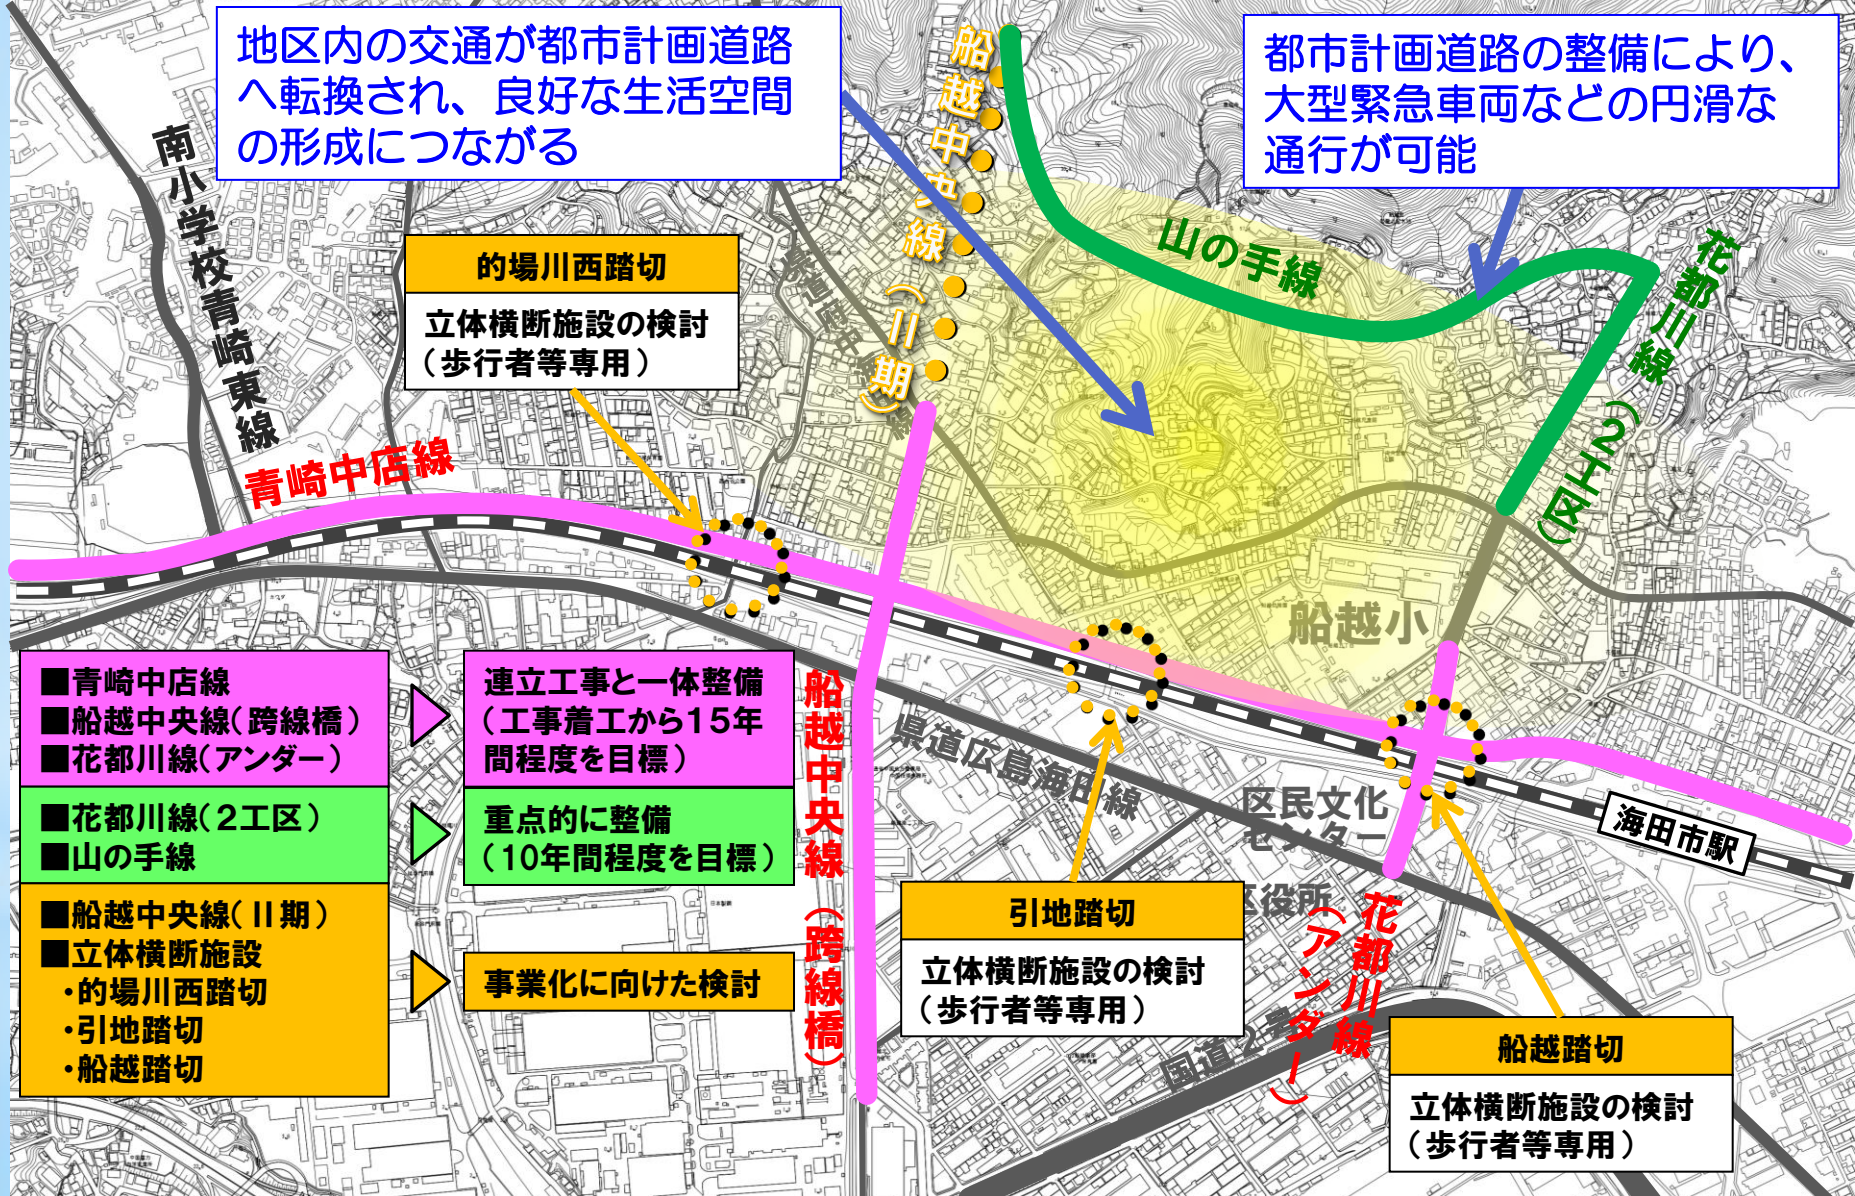 地区内の交通が都市計画道路
へ転換され、良好な生活空間
の形成につながる
都市計画道路の整備により、
大型緊急車両などの円滑な
通行が可能
船越中央線(Ⅱ期)
山の手線
花都川線(2工区)
南小学校青崎東線
的場川西踏切
立体横断施設の検討
(歩行者等専用)
青崎中店線
船越小
■青崎中店線
■船越中央線(跨線橋)
■花都川線(アンダー)
連立工事と一体整備
(工事着工から15年
間程度を目標)
■花都川線(2工区)
■山の手線
重点的に整備
(10年間程度を目標)
■船越中央線(Ⅱ期)
■立体横断施設
・的場川西踏切
・引地踏切
・船越踏切
事業化に向けた検討
船越中央線(跨線橋)
県道広島海田線
区民文化
センター
区役所
海田市駅
引地踏切
立体横断施設の検討
(歩行者等専用)
花都川線
(アンダー)
国道2号
船越踏切
立体横断施設の検討
(歩行者等専用)